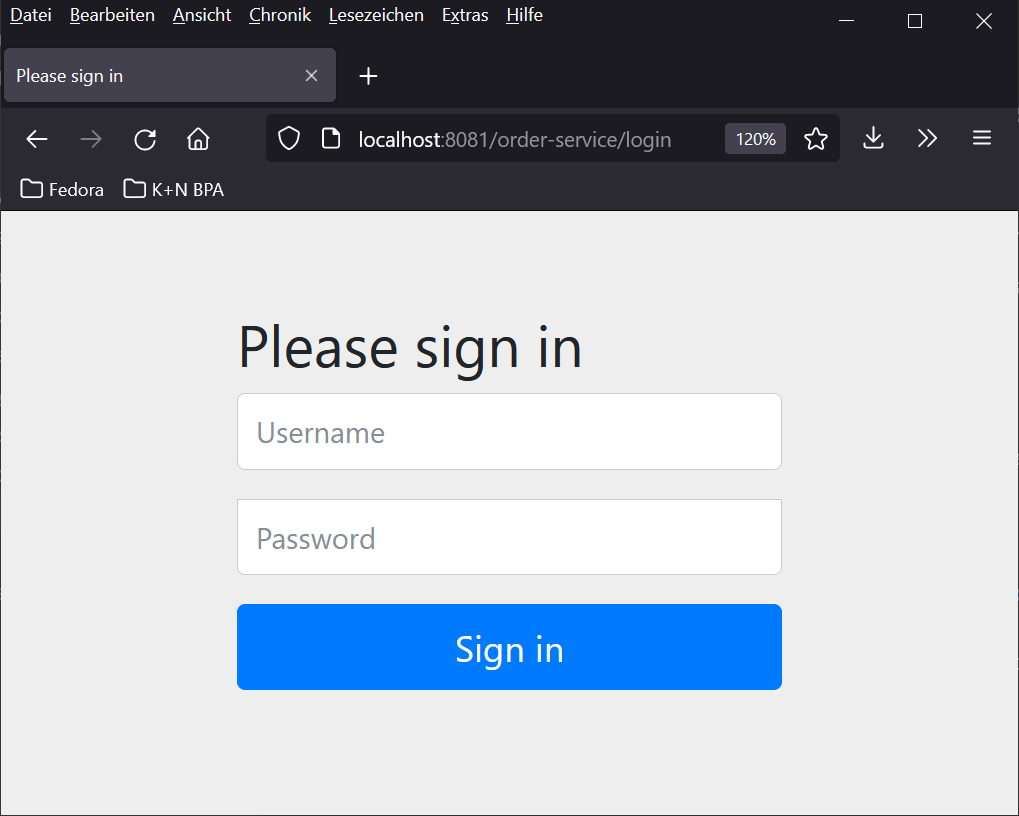 Datei Bearbeiten Ansicht Chronik Lesezeichen Extras Hilfe
Please sign in
localhost:8081/order-service/login 120%
Fedora K+N BPA
Please sign in
Username
Password
Sign in